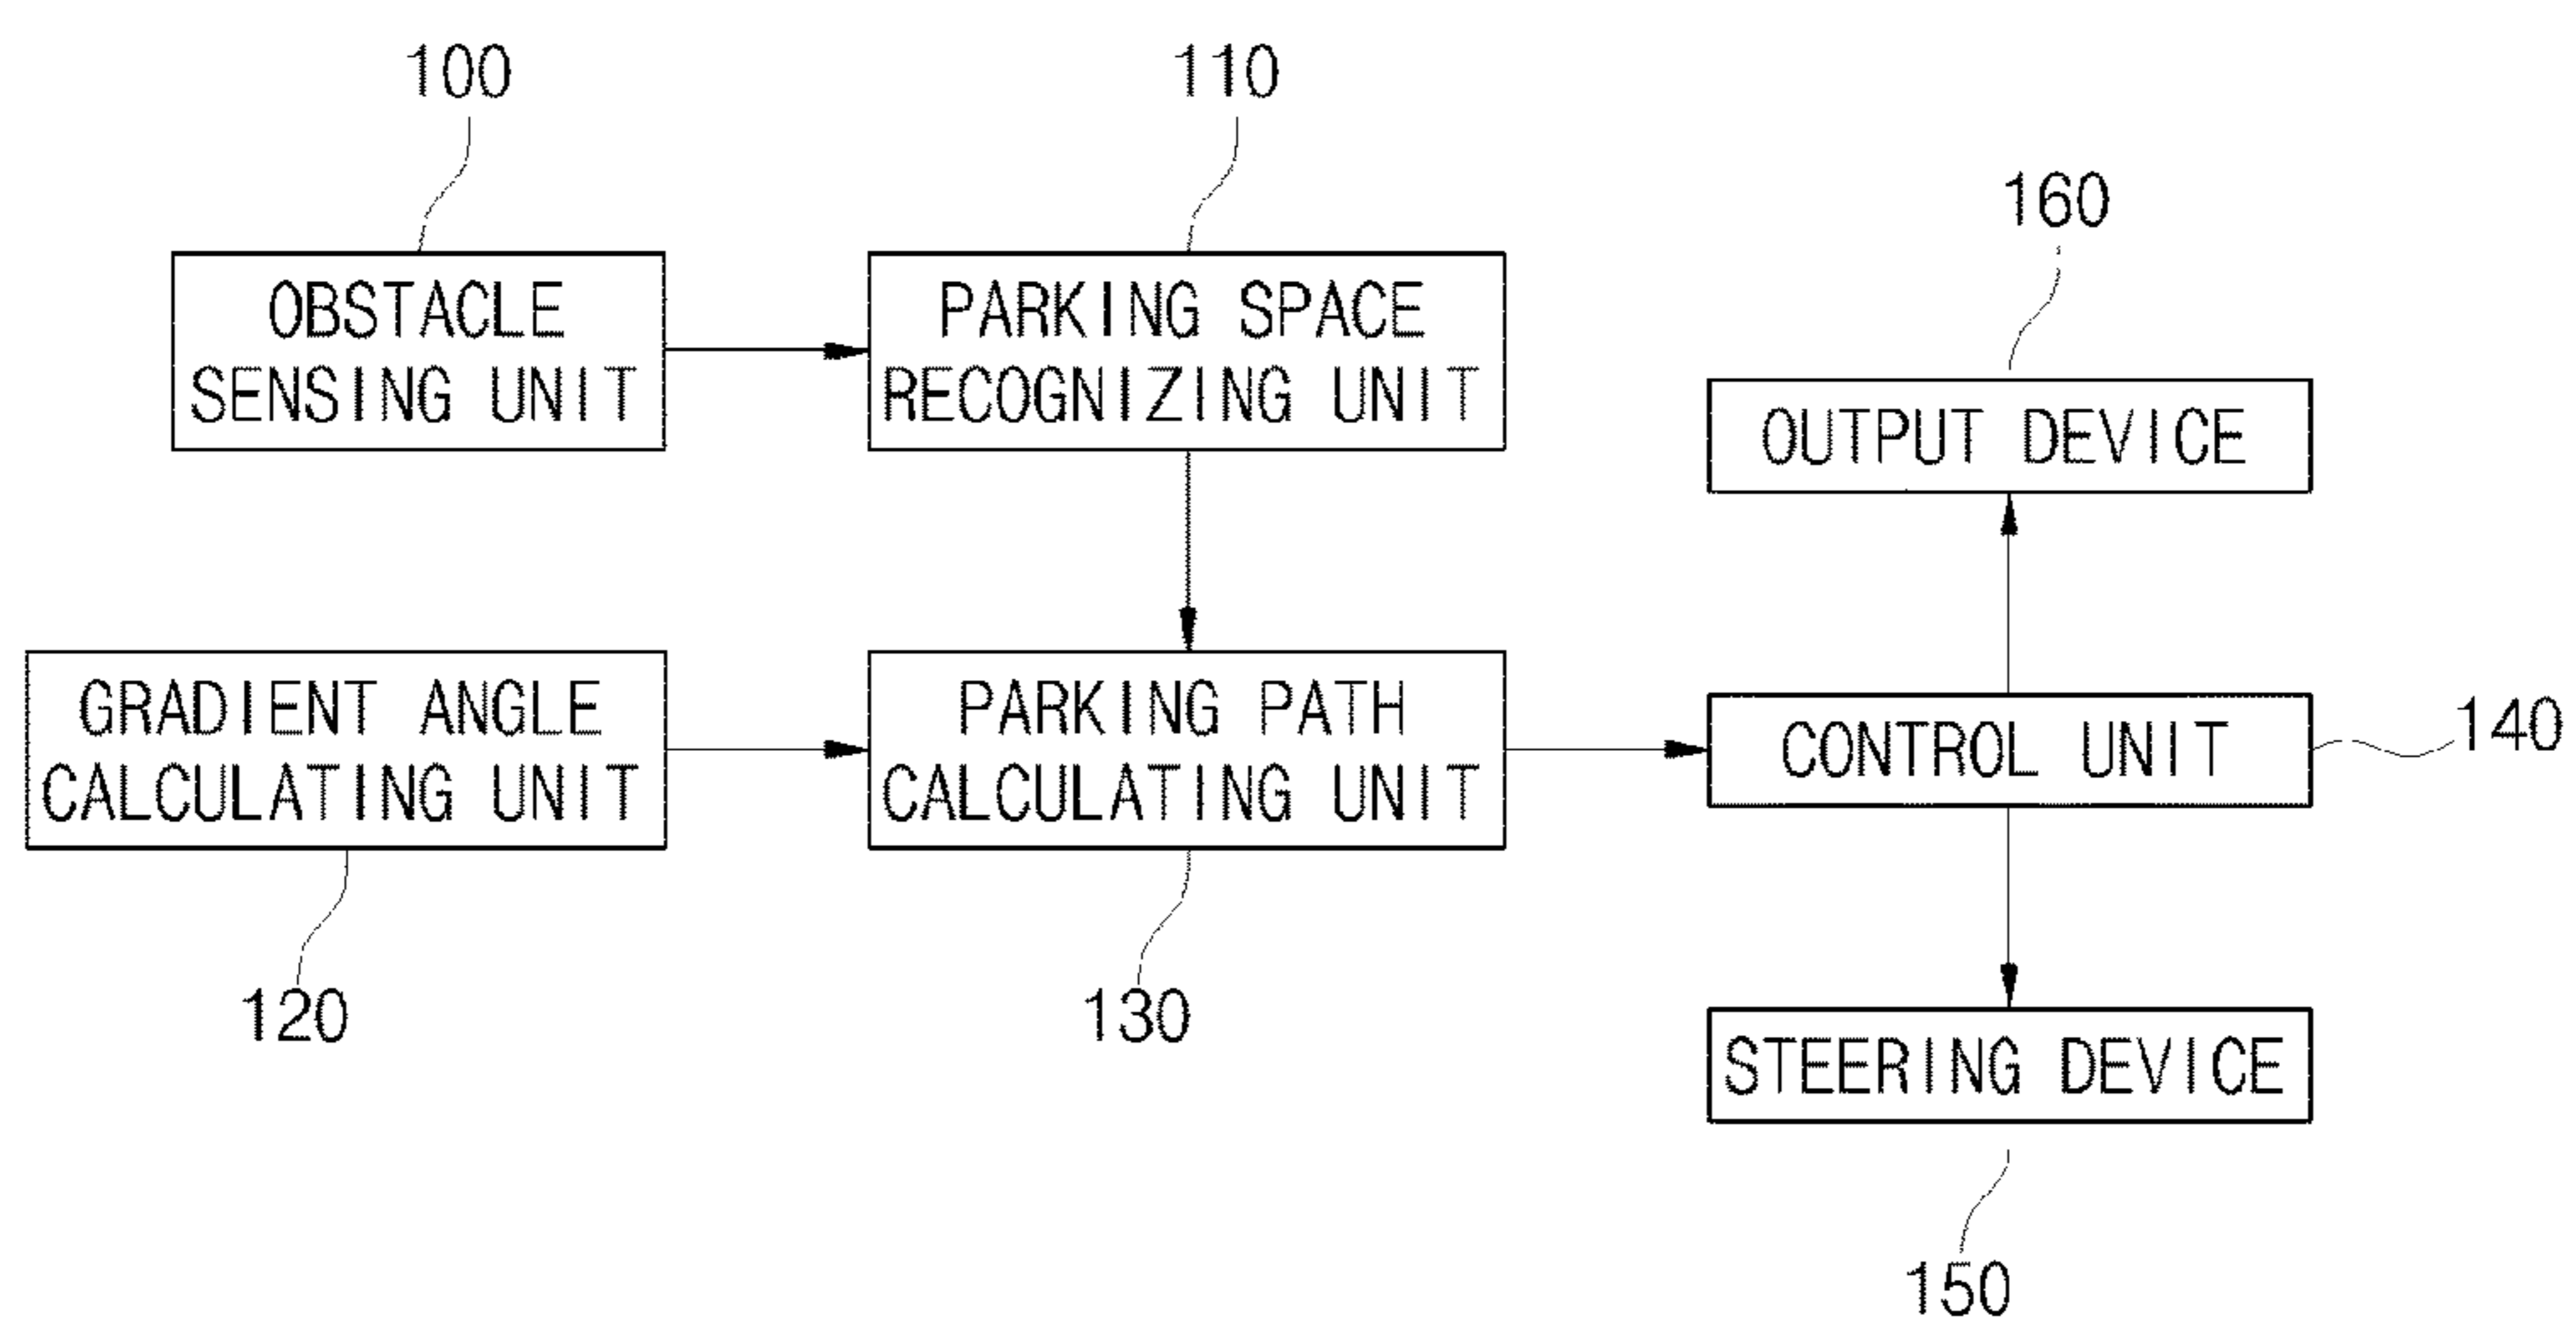 100
110
160
OBSTACLE
SENSING UNIT
PARKING SPACE
RECOGNIZING UNIT
OUTPUT DEVICE
GRADIENT ANGLE
CALCULATING UNIT
PARKING PATH
CALCULATING UNIT
CONTROL UNIT
140
120
130
STEERING DEVICE
150